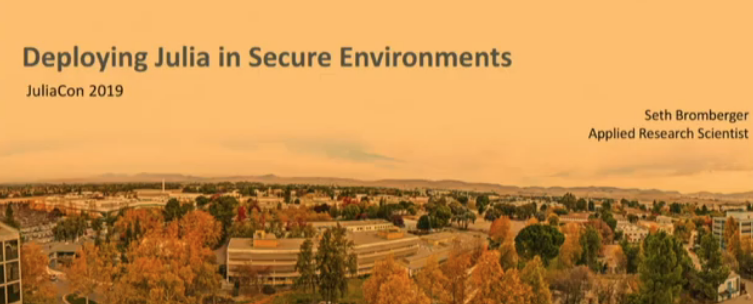 Deploying Julia in Secure Environments
JuliaCon 2019
Seth Bromberger
Applied Research Scientist